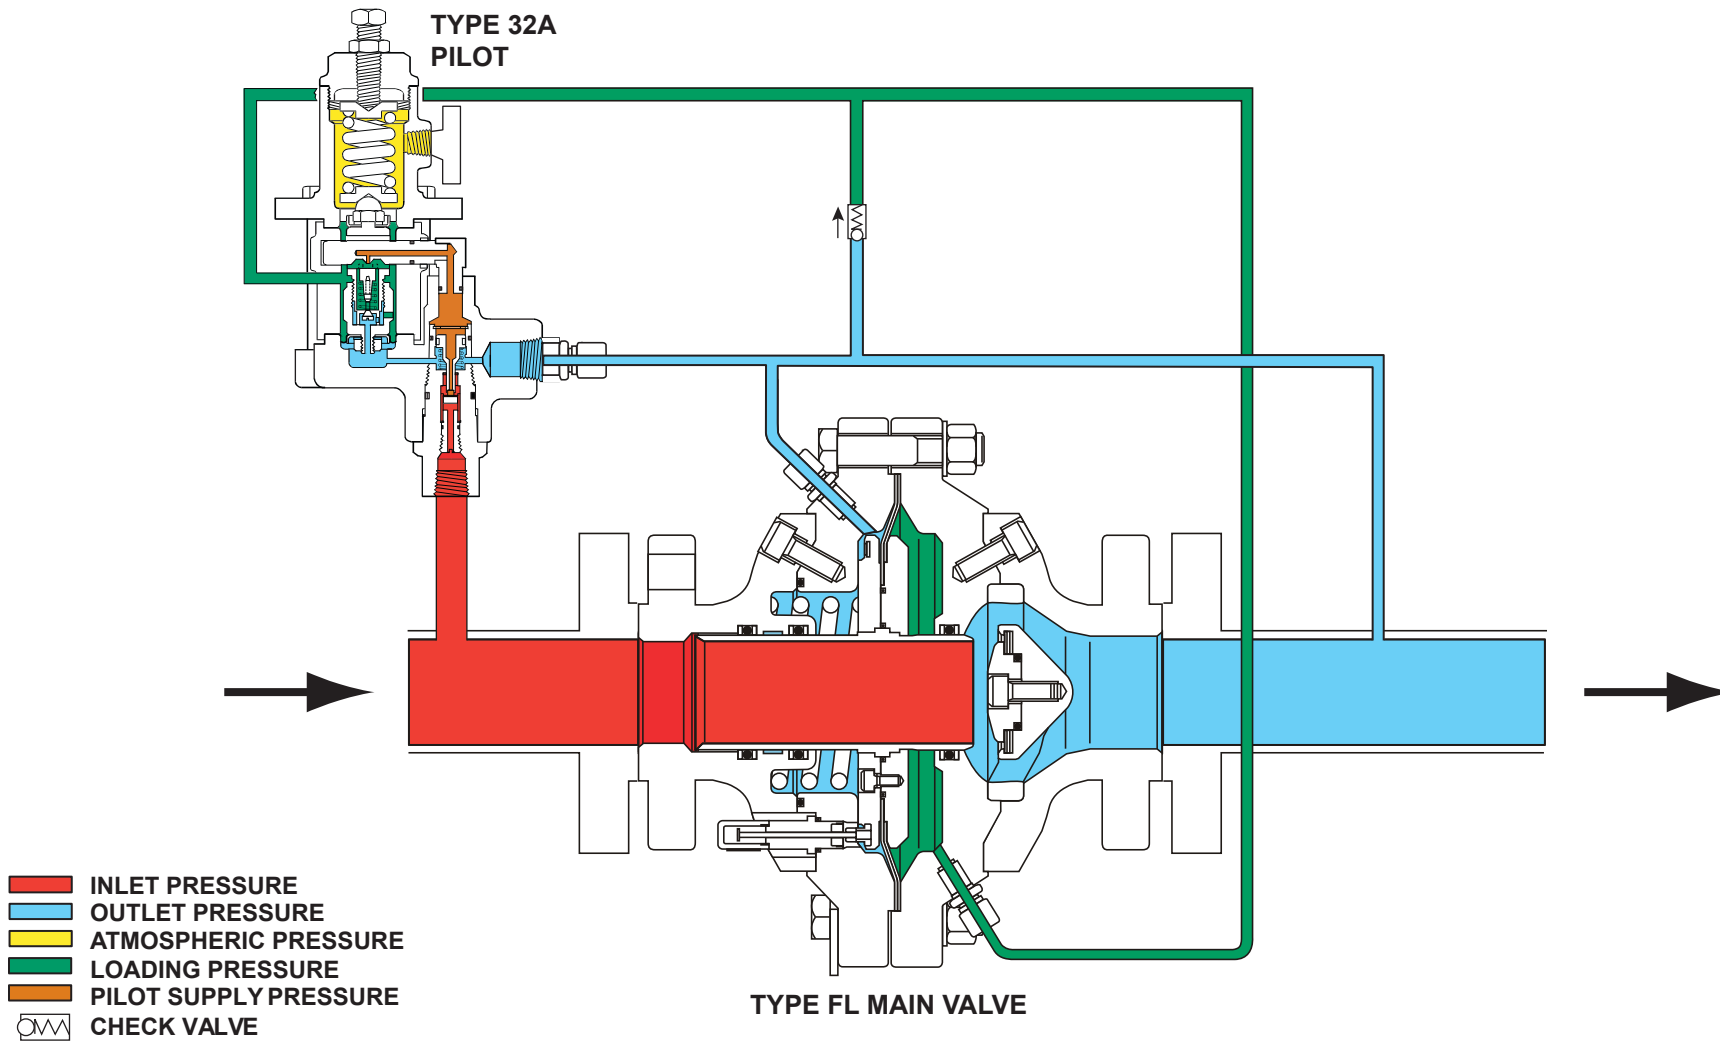 TYPE 32A
PILOT
INLET PRESSURE
OUTLET PRESSURE
ATMOSPHERIC PRESSURE
LOADING PRESSURE
PILOT SUPPLY PRESSURE
CHECK VALVE
TYPE FL MAIN VALVE